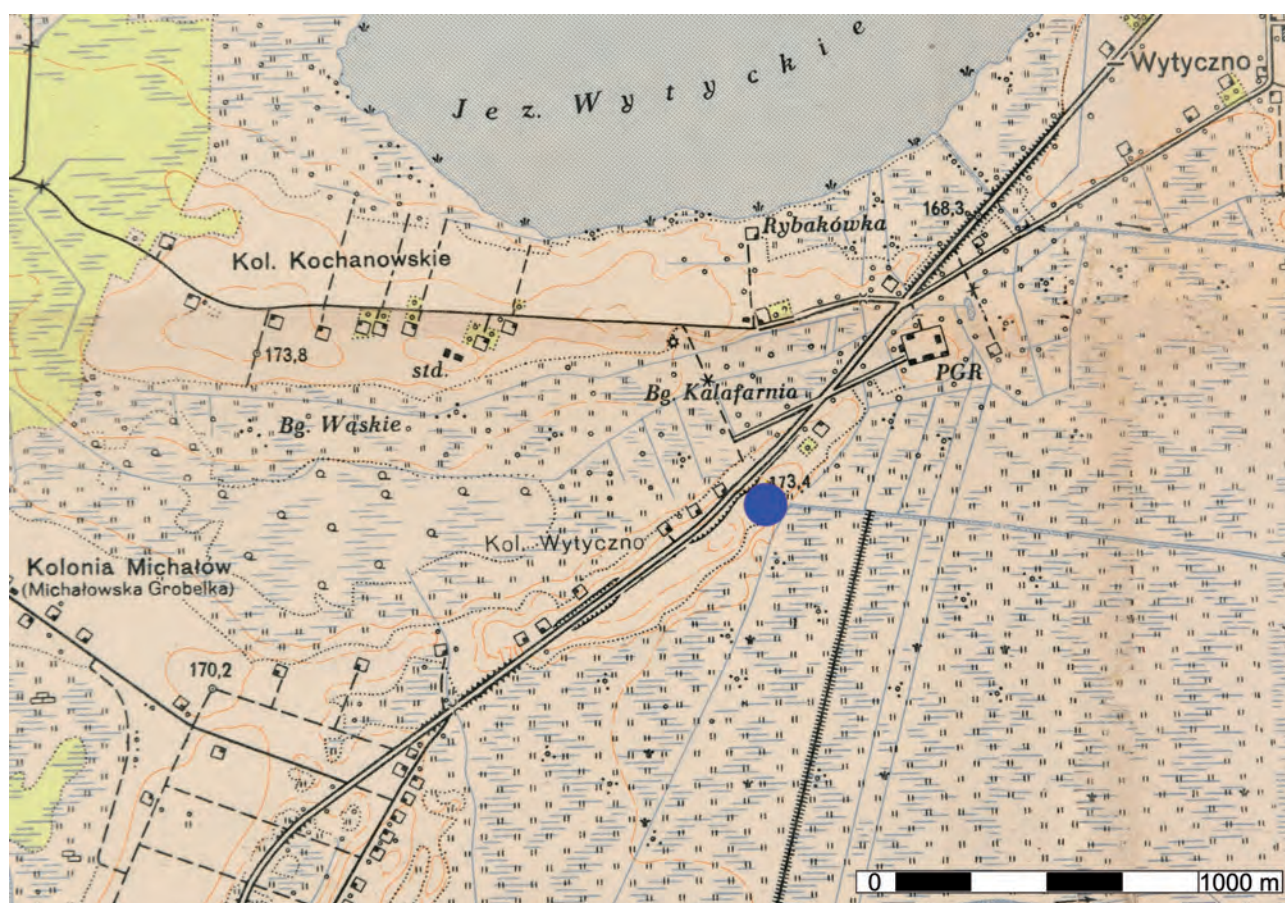 Jez. Wytyckie
Wytyczno
168,3
Rybakówka
Kol. Kochanowskie
173,8
std.
PGR
Bg. Kalafarnia
Bg. Wąskie
173,4
Kol. Wytyczno
Kolonia Michałów
(Michałowska Grobelka)
170,2
0 1000 m